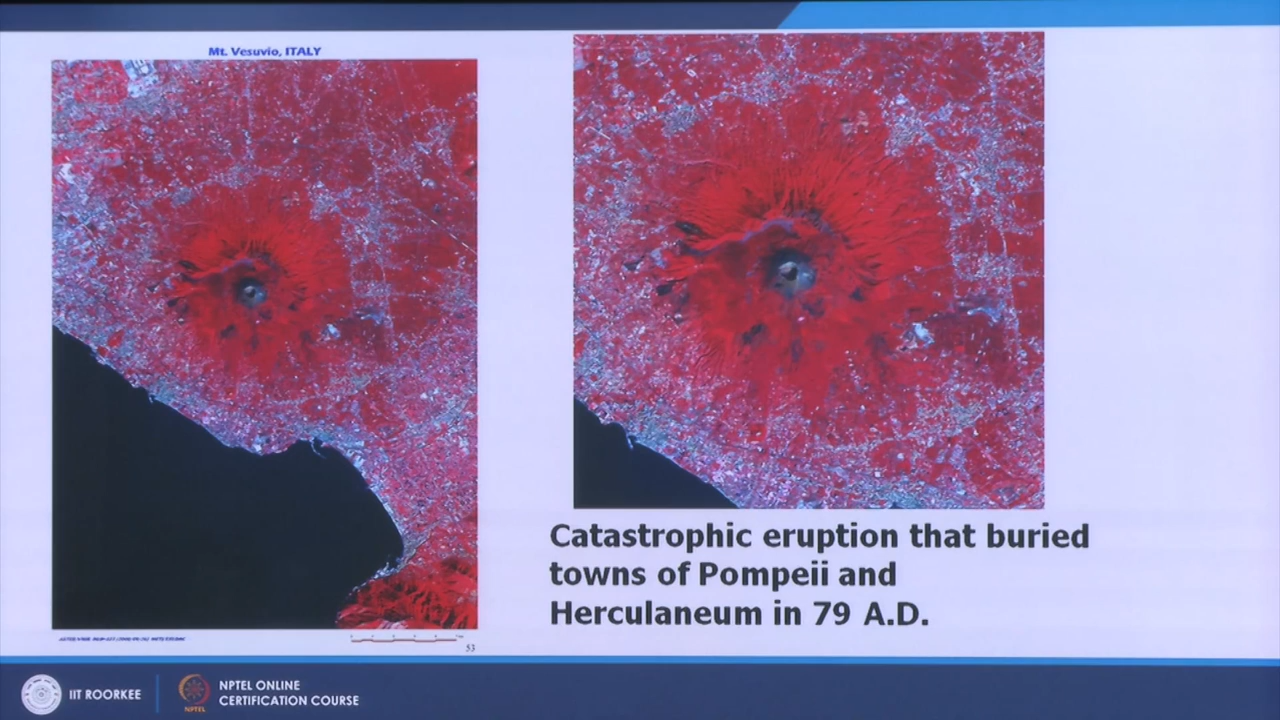 Mt. Vesuvio, ITALY
Catastrophic eruption that buried
towns of Pompeii and
Herculaneum in 79 A.D.
53
IIT ROORKEE
NPTEL
NPTEL ONLINE
CERTIFICATION COURSE